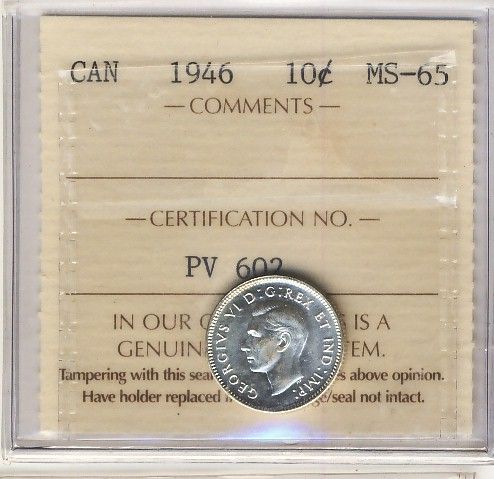 CAN 1946 10¢ MS-65
— COMMENTS —
— CERTIFICATION NO. —
PV 602
IN OUR IS A
GENUIN EM.
Tampering with this sea s above opinion.
Have holder replaced /seal not intact.
GEORGIVS VI D:G:REX ET IND:IMP: